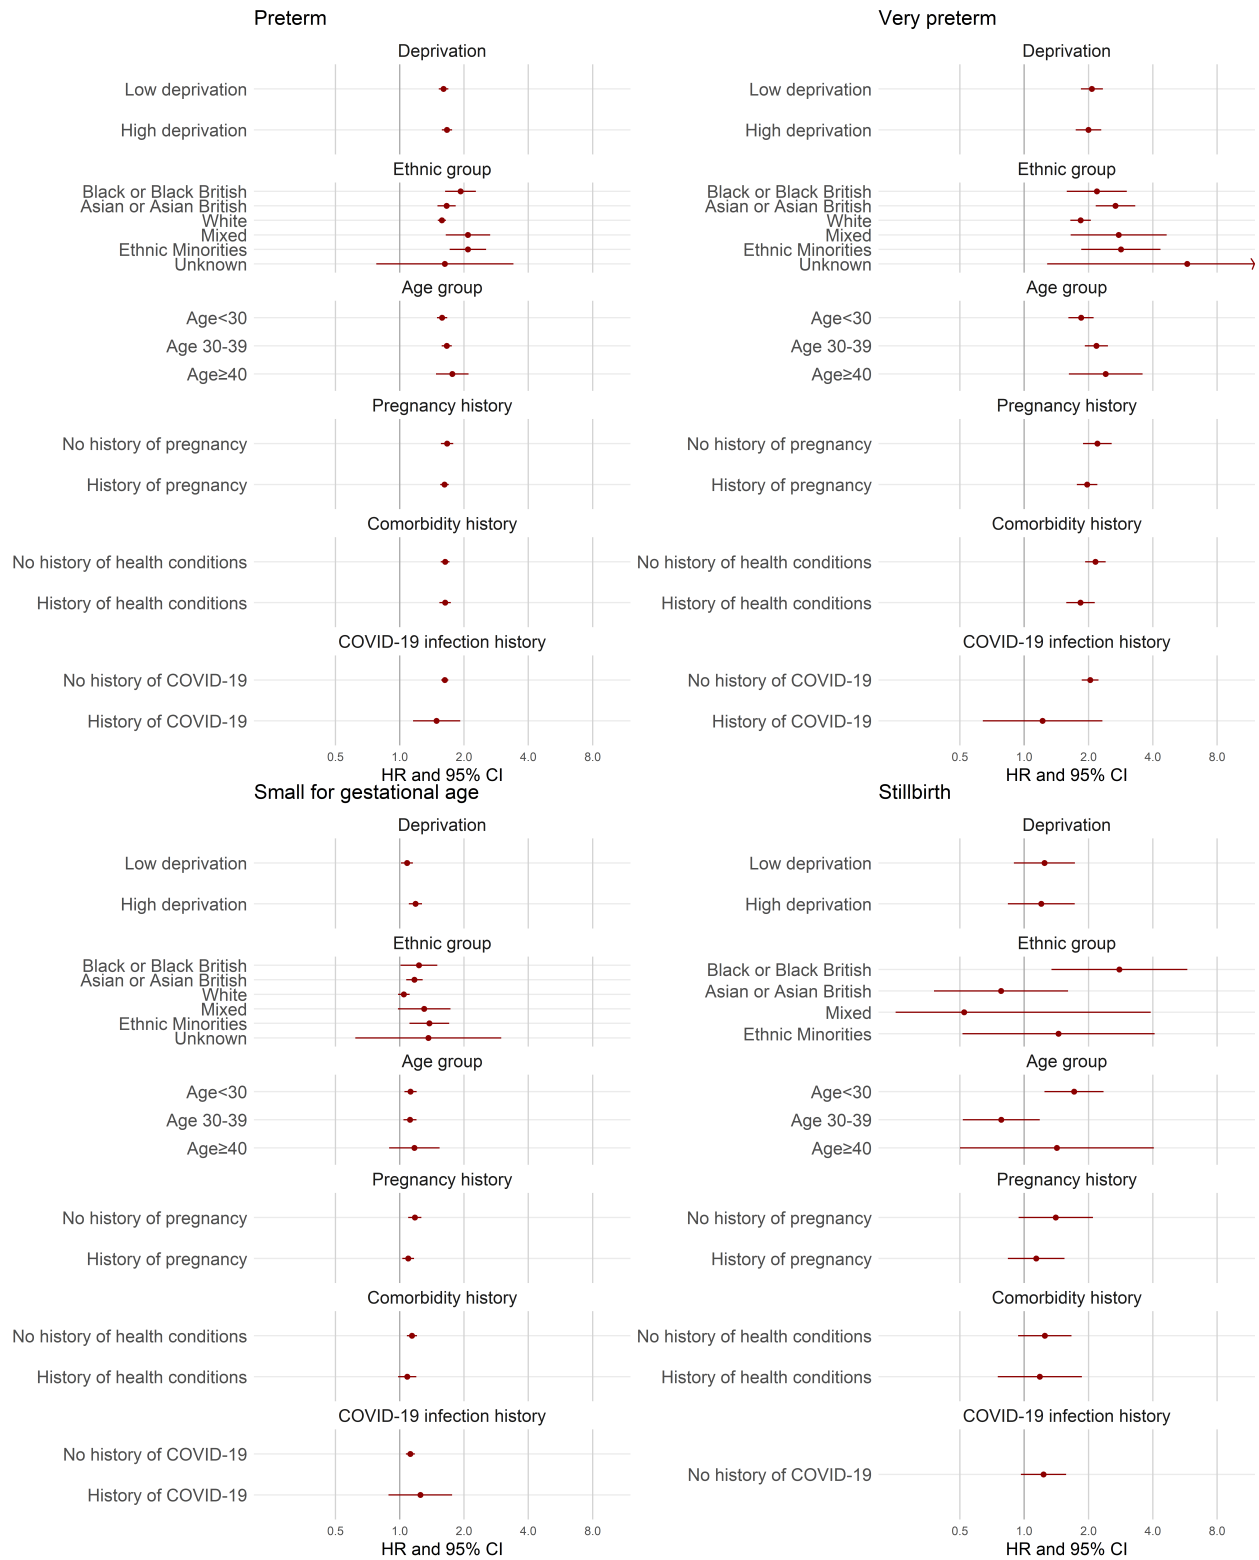 Preterm
Deprivation
Low deprivation
High deprivation
Ethnic group
Black or Black British
Asian or Asian British
White
Mixed
Ethnic Minorities
Unknown
Age group
Age<30
Age 30-39
Age≥40
Pregnancy history
No history of pregnancy
History of pregnancy
Comorbidity history
No history of health conditions
History of health conditions
COVID-19 infection history
No history of COVID-19
History of COVID-19
0.5 1.0 2.0 4.0 8.0
HR and 95% CI
Very preterm
Deprivation
Low deprivation
High deprivation
Ethnic group
Black or Black British
Asian or Asian British
White
Mixed
Ethnic Minorities
Unknown
Age group
Age<30
Age 30-39
Age≥40
Pregnancy history
No history of pregnancy
History of pregnancy
Comorbidity history
No history of health conditions
History of health conditions
COVID-19 infection history
No history of COVID-19
History of COVID-19
0.5 1.0 2.0 4.0 8.0
HR and 95% CI
Small for gestational age
Deprivation
Low deprivation
High deprivation
Ethnic group
Black or Black British
Asian or Asian British
White
Mixed
Ethnic Minorities
Unknown
Age group
Age<30
Age 30-39
Age≥40
Pregnancy history
No history of pregnancy
History of pregnancy
Comorbidity history
No history of health conditions
History of health conditions
COVID-19 infection history
No history of COVID-19
History of COVID-19
0.5 1.0 2.0 4.0 8.0
HR and 95% CI
Stillbirth
Deprivation
Low deprivation
High deprivation
Ethnic group
Black or Black British
Asian or Asian British
Mixed
Ethnic Minorities
Age group
Age<30
Age 30-39
Age≥40
Pregnancy history
No history of pregnancy
History of pregnancy
Comorbidity history
No history of health conditions
History of health conditions
COVID-19 infection history
No history of COVID-19
0.5 1.0 2.0 4.0 8.0
HR and 95% CI